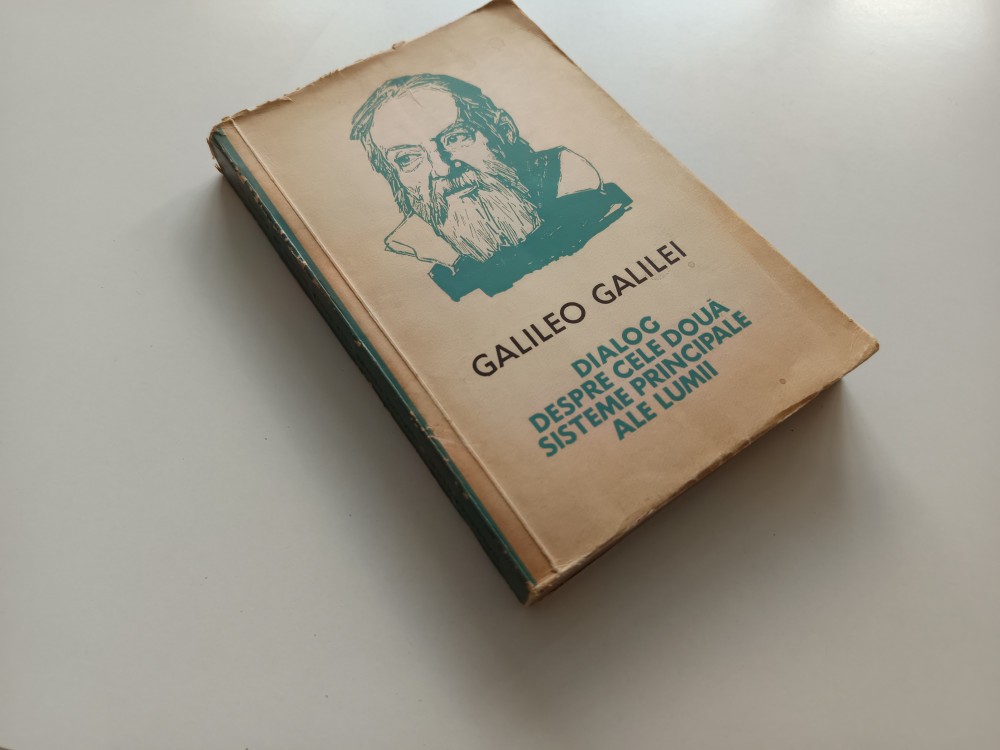 GALILEO GALILEI
DIALOG
DESPRE CELE DOUĂ
SISTEME PRINCIPALE
ALE LUMII